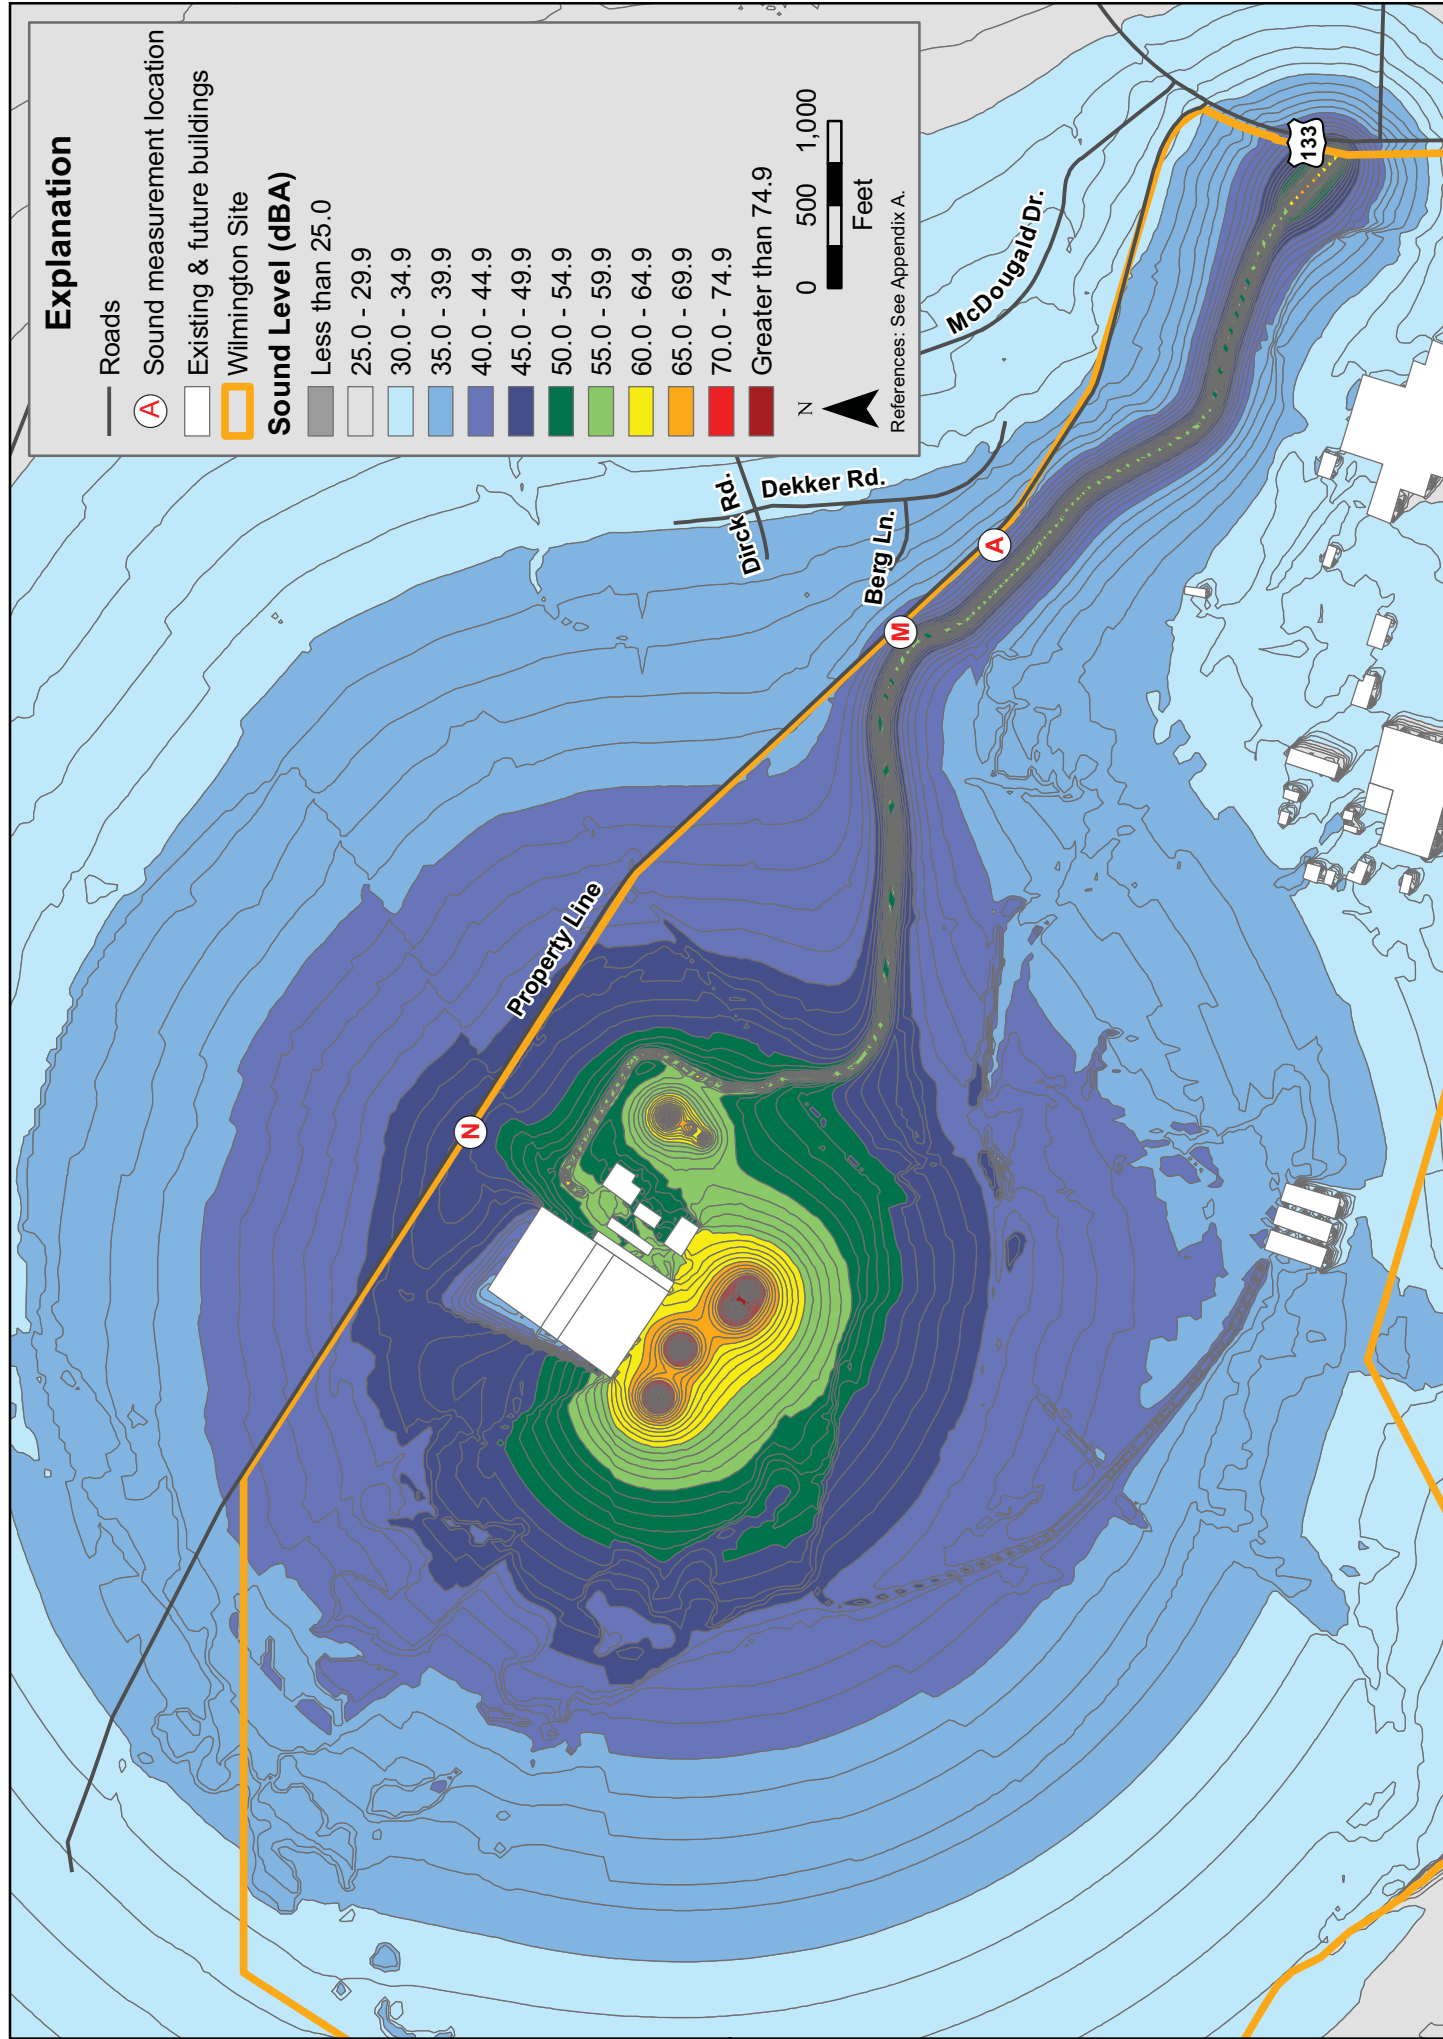 Explanation
Roads
A Sound measurement location
Existing & future buildings
Wilmington Site
Sound Level (dBA)
Less than 25.0
25.0 - 29.9
30.0 - 34.9
35.0 - 39.9
40.0 - 44.9
45.0 - 49.9
50.0 - 54.9
55.0 - 59.9
60.0 - 64.9
65.0 - 69.9
70.0 - 74.9
Greater than 74.9
N
0 500 1,000
Feet
References: See Appendix A.
McDougald Dr.
Dirck Rd.
Dekker Rd.
Berg Ln.
Property Line
N
M
A
133